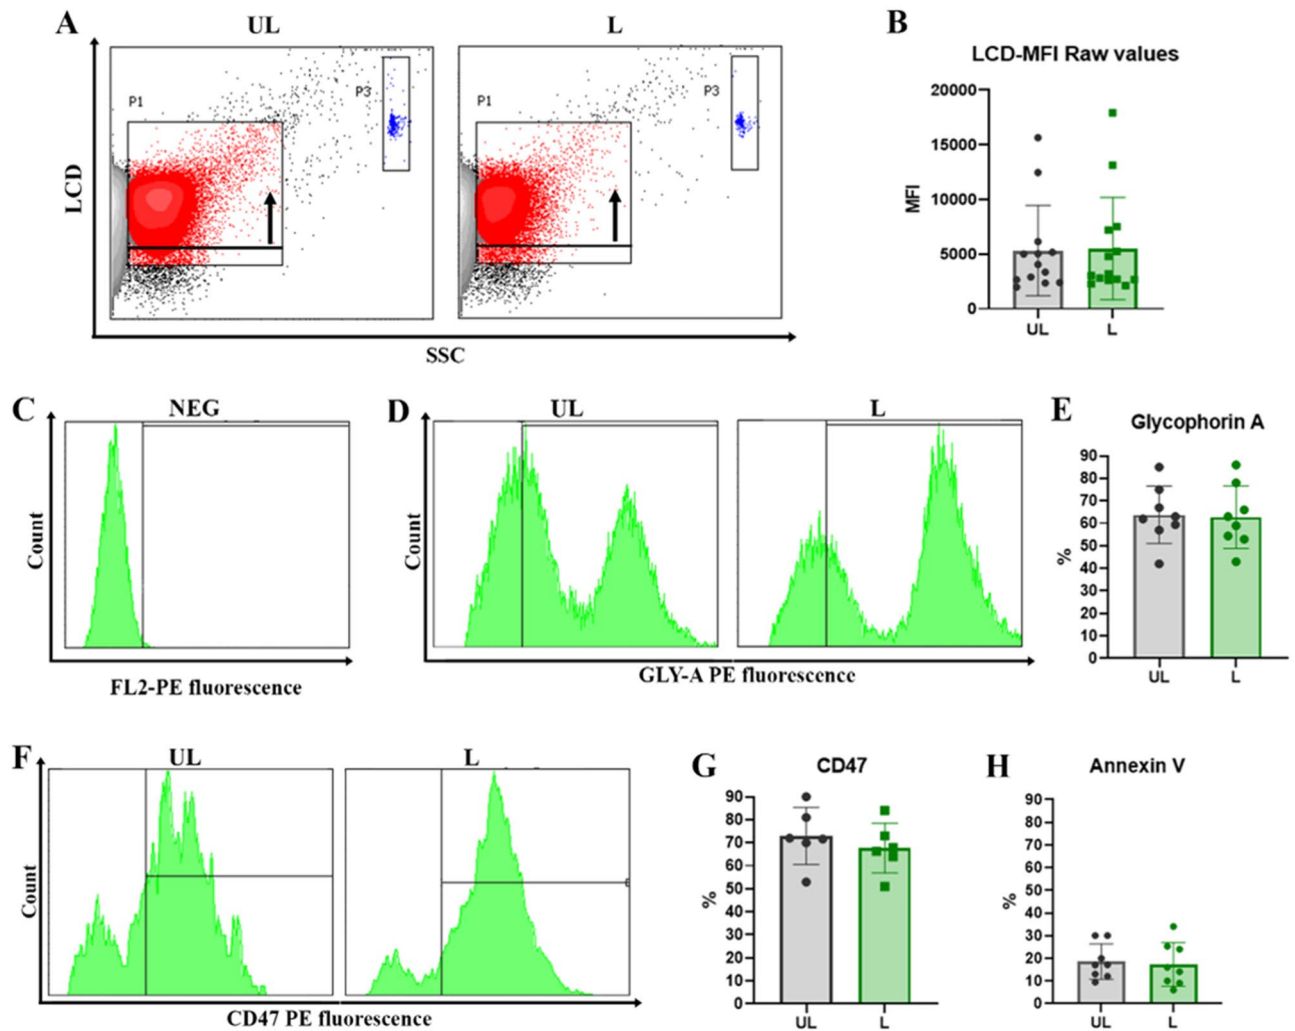 A
UL
L
LCD
P1
P3
P1
P3
SSC
B
LCD-MFI Raw values
MFI
20000
15000
10000
5000
0
UL
L
C
NEG
Count
FL2-PE fluorescence
D
UL
L
Count
GLY-A PE fluorescence
E
Glycophorin A
%
90
80
70
60
50
40
30
20
10
0
UL
L
F
UL
L
Count
CD47 PE fluorescence
G
CD47
%
90
80
70
60
50
40
30
20
10
0
UL
L
H
Annexin V
%
90
80
70
60
50
40
30
20
10
0
UL
L